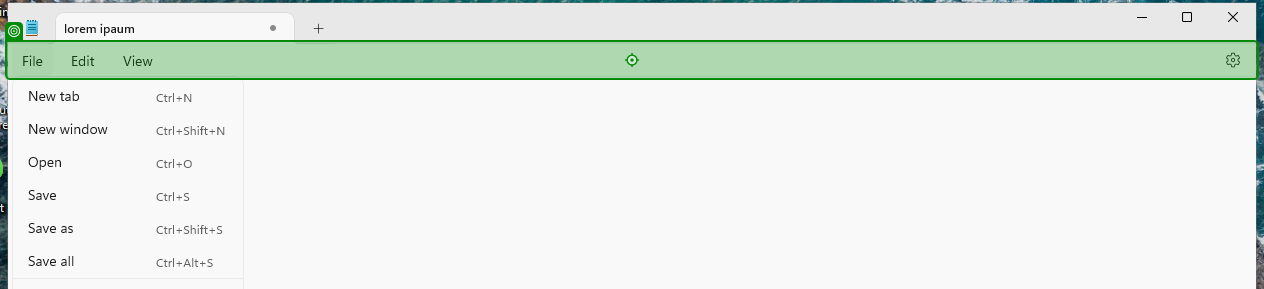 lorem ipaum
File Edit View
New tab Ctrl+N
New window Ctrl+Shift+N
Open Ctrl+O
Save Ctrl+S
Save as Ctrl+Shift+S
Save all Ctrl+Alt+S